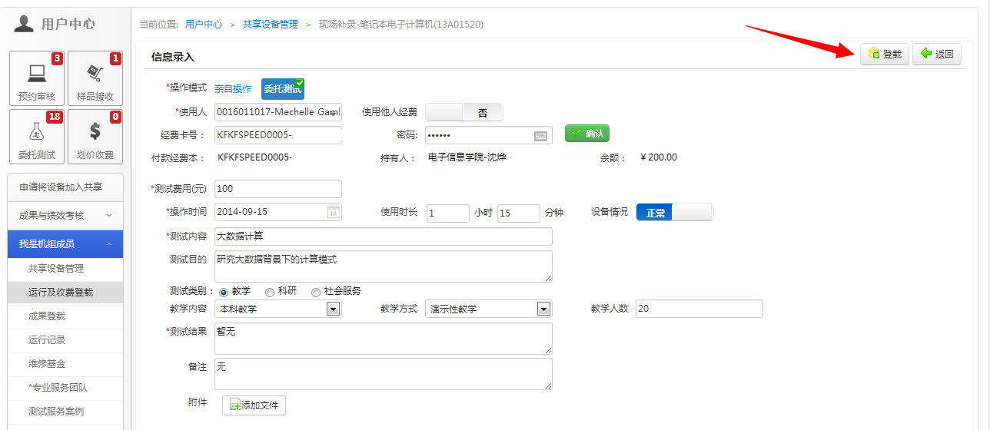 用户中心
当前位置: 用户中心 > 共享设备管理 > 现场补录-笔记本电子计算机(13A01520)
3
预约审核
1
样品接收
18
委托测试
0
划价收费
申请将设备加入共享
成果与绩效考核
我是机组成员
共享设备管理
运行及收费登载
成果登载
运行记录
维修基金
*专业服务团队
测试服务案例
信息录入
登载
返回
*操作模式 亲自操作 委托测试
*使用人 0016011017-Mechelle Gaml 使用他人经费 否
经费卡号： KFKFSPEED0005-. 密码: •••••• 确认
付款经费本： KFKFSPEED0005- 持有人： 电子信息学院-沈烨 余额： ￥200.00
*测试费用(元) 100
*操作时间 2014-09-15 14 使用时长 1 小时 15 分钟 设备情况 正常
*测试内容 大数据计算
测试目的 研究大数据背景下的计算模式
测试类别： 教学 科研 社会服务
教学内容 本科教学 教学方式 演示性教学 教学人数 20
*测试结果 暂无
备注 无
附件 添加文件